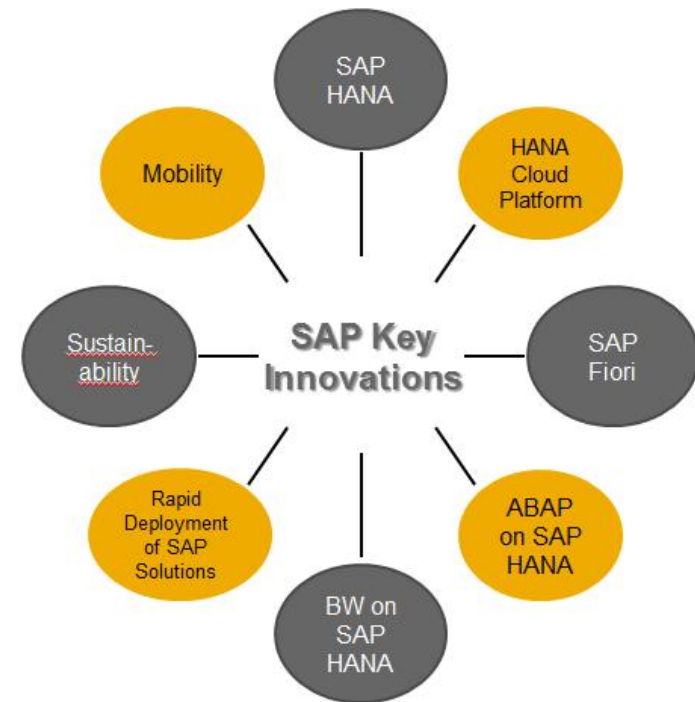 SAP
HANA
Mobility
HANA
Cloud
Platform
Sustain-
ability
SAP Key
Innovations
SAP
Fiori
Rapid
Deployment
of SAP
Solutions
ABAP
on SAP
HANA
BW on
SAP
HANA